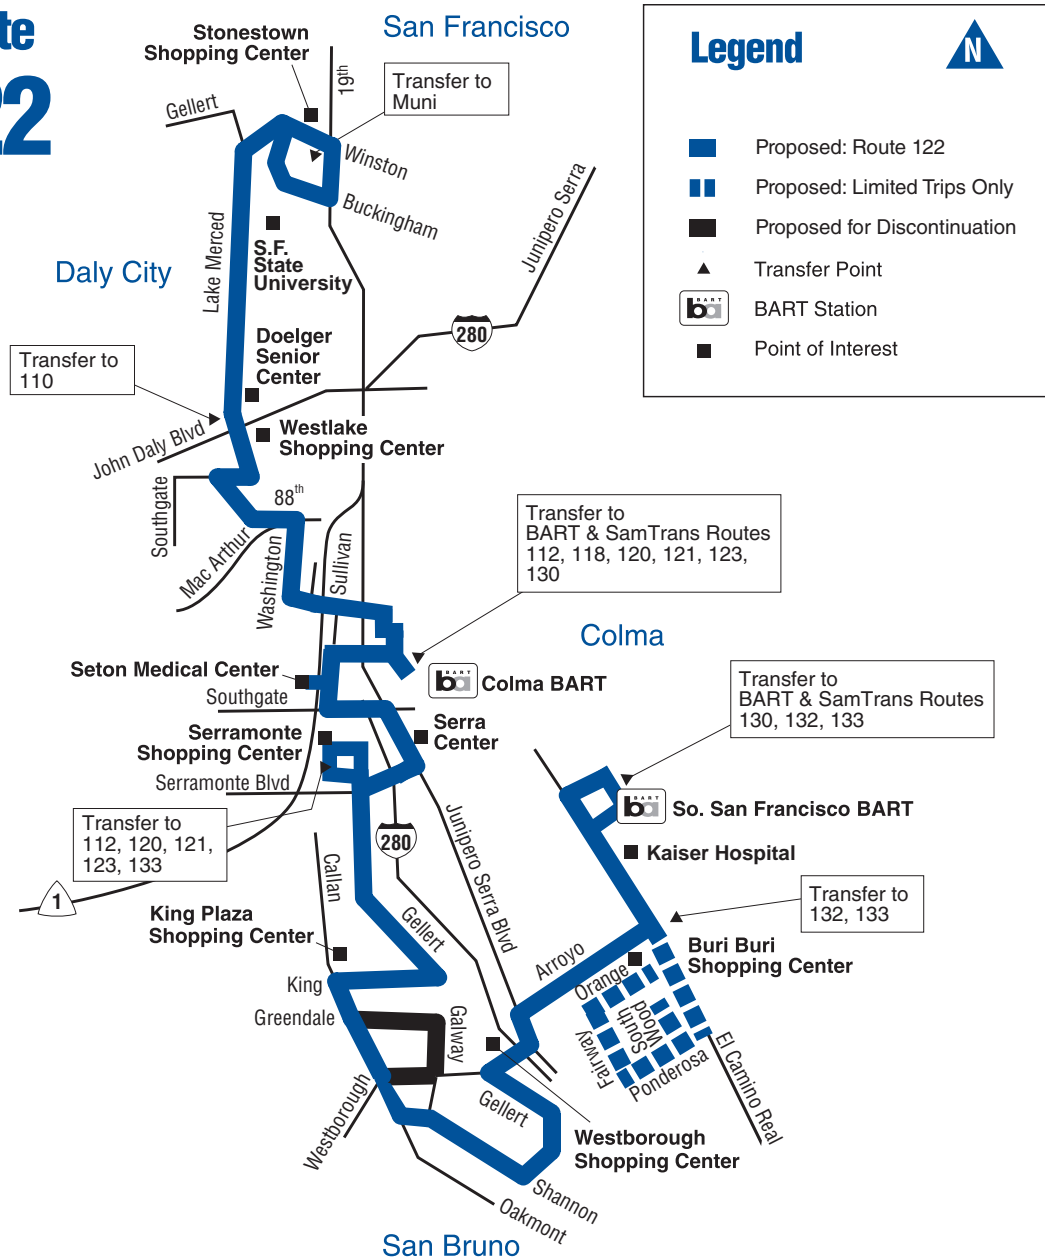 te
22
San Francisco
Stonestown
Shopping Center
19th
Transfer to
Muni
Gellert
Winston
Buckingham
Junipero Serra
Legend
N
Proposed: Route 122
Proposed: Limited Trips Only
Proposed for Discontinuation
Transfer Point
BART
ba
BART Station
Point of Interest
Daly City
Lake Merced
S.F.
State
University
280
Doelger
Senior
Center
Transfer to
110
John Daly Blvd
Westlake
Shopping Center
Southgate
88th
Mac Arthur
Washington
Sullivan
Transfer to
BART & SamTrans Routes
112, 118, 120, 121, 123,
130
Colma
Seton Medical Center
BART
ba
Colma BART
Southgate
Serramonte
Shopping Center
Serra
Center
Serramonte Blvd
Transfer to
BART & SamTrans Routes
130, 132, 133
BART
ba
So. San Francisco BART
Transfer to
112, 120, 121,
123, 133
280
Junipero Serra Blvd
Kaiser Hospital
1
Callan
Transfer to
132, 133
King Plaza
Shopping Center
Gellert
Arroyo
Buri Buri
Shopping Center
Orange
King
Greendale
Galway
South
Wood
Fairway
Ponderosa
El Camino Real
Westborough
Gellert
Westborough
Shopping Center
Shannon
Oakmont
San Bruno